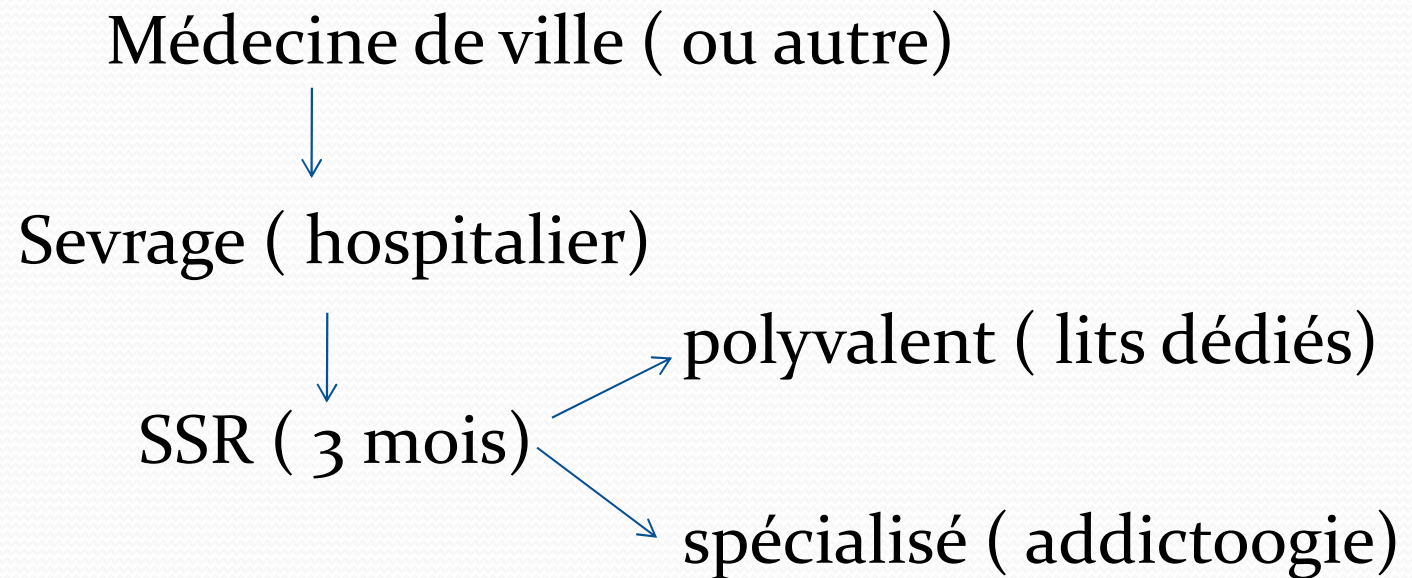 Médecine de ville ( ou autre)
Sevrage ( hospitalier)
polyvalent ( lits dédiés)
SSR ( 3 mois)
spécialisé ( addictoogie)